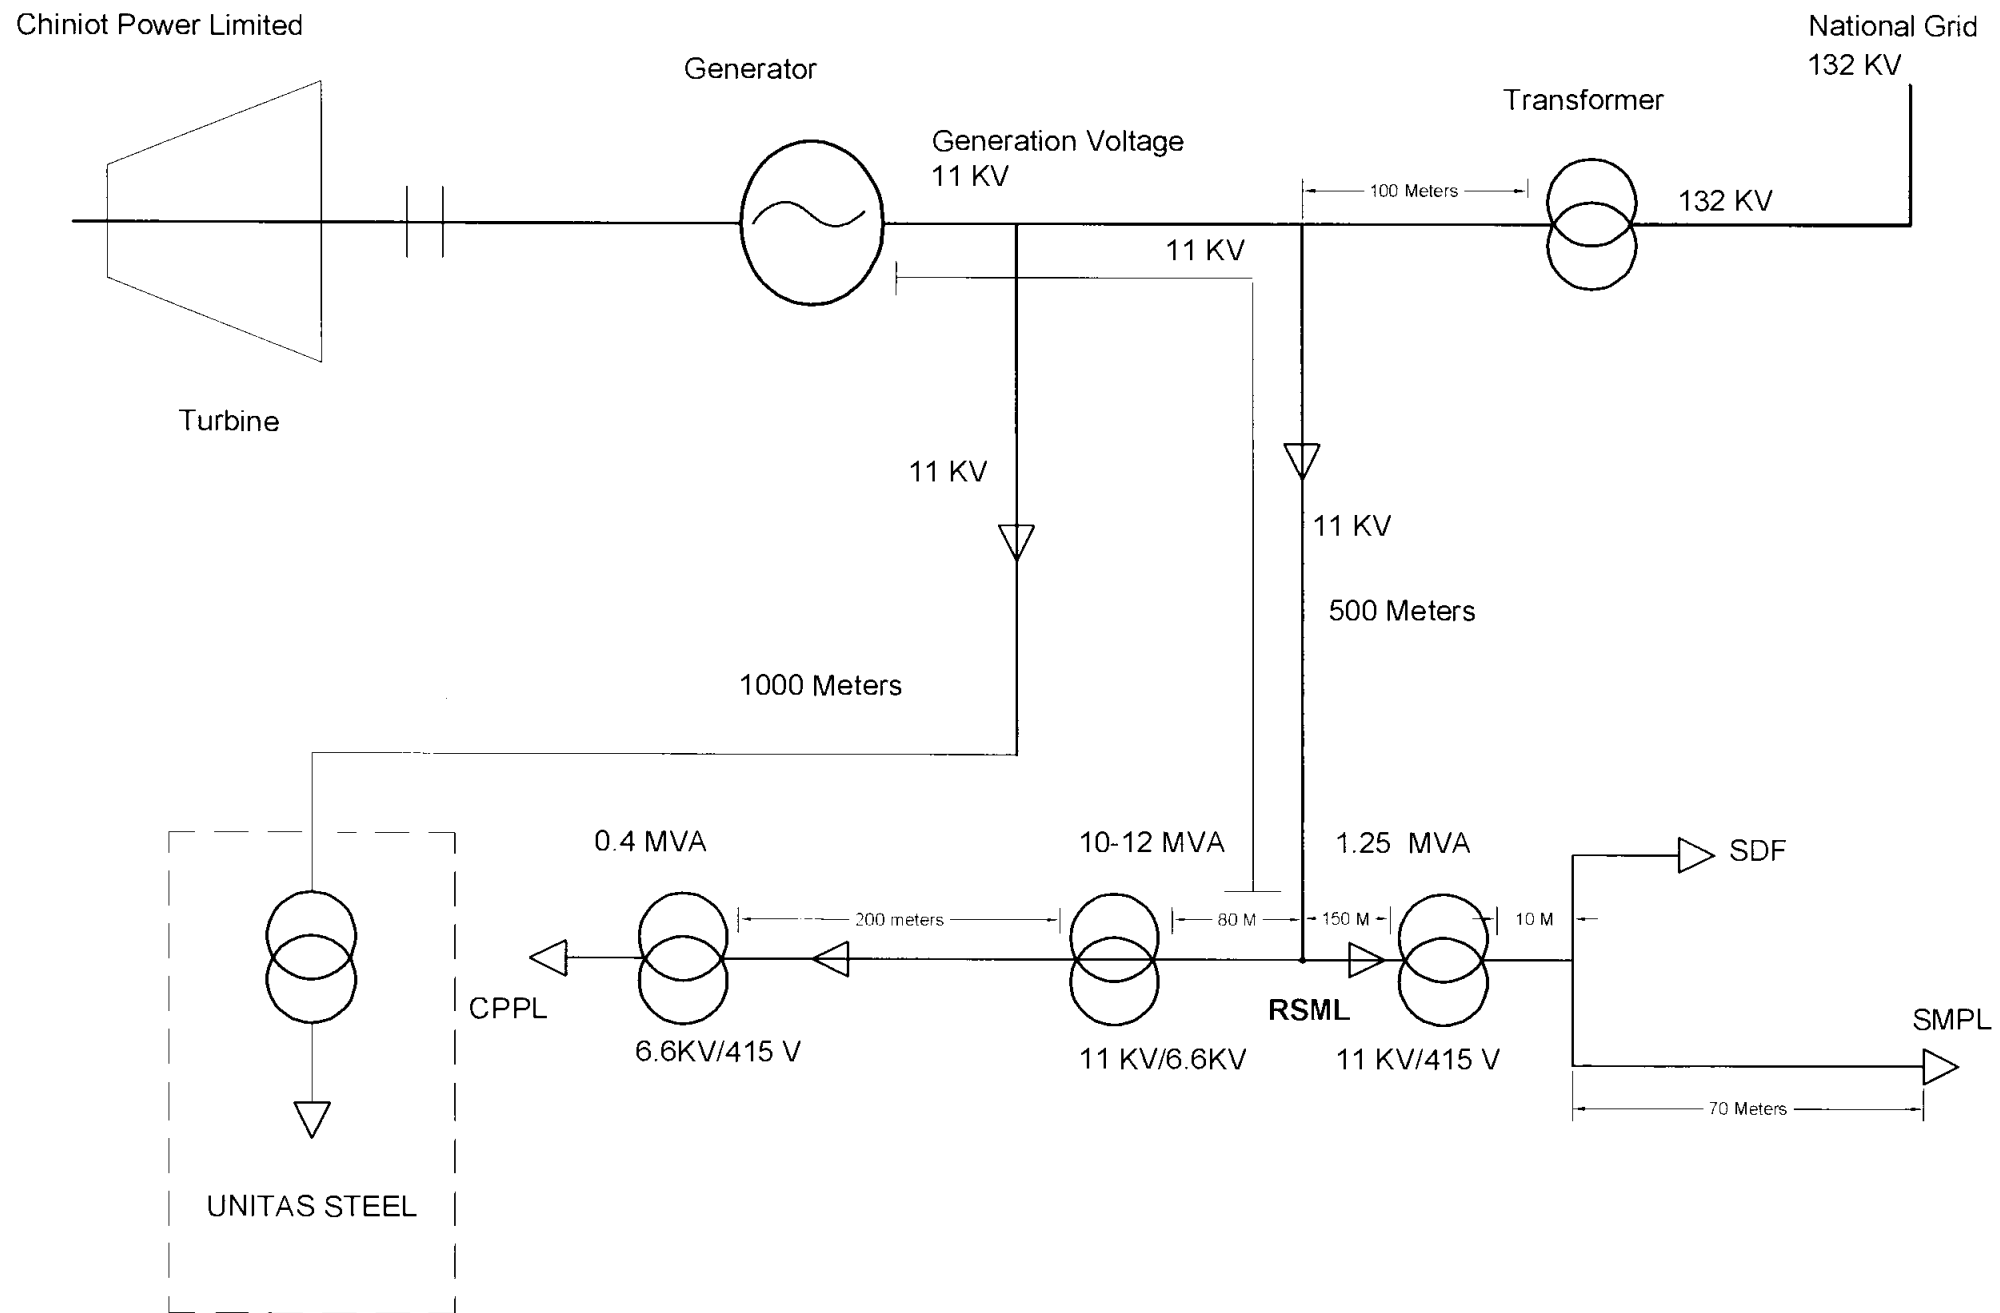 Chiniot Power Limited
National Grid
132 KV
Generator
Transformer
Generation Voltage
11 KV
100 Meters
132 KV
11 KV
Turbine
11 KV
11 KV
500 Meters
1000 Meters
0.4 MVA
10-12 MVA
1.25 MVA
SDF
200 meters
80 M
150 M
10 M
CPPL
RSML
SMPL
6.6KV/415 V
11 KV/6.6KV
11 KV/415 V
70 Meters
UNITAS STEEL